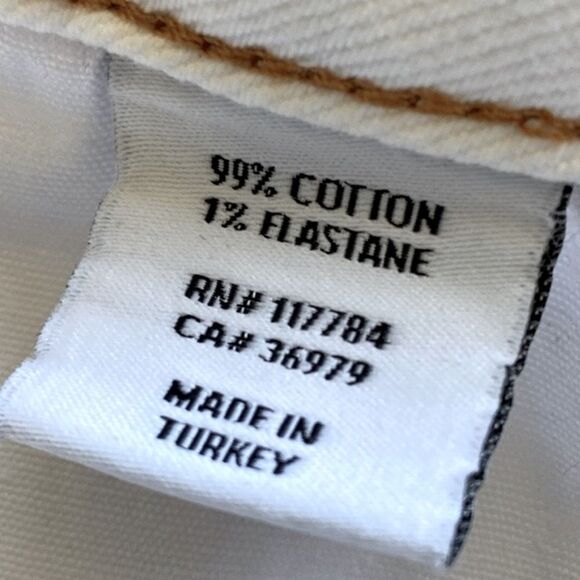 99% COTTON
1% ELASTANE
RN# 117784
CA# 36979
MADE IN
TURKEY